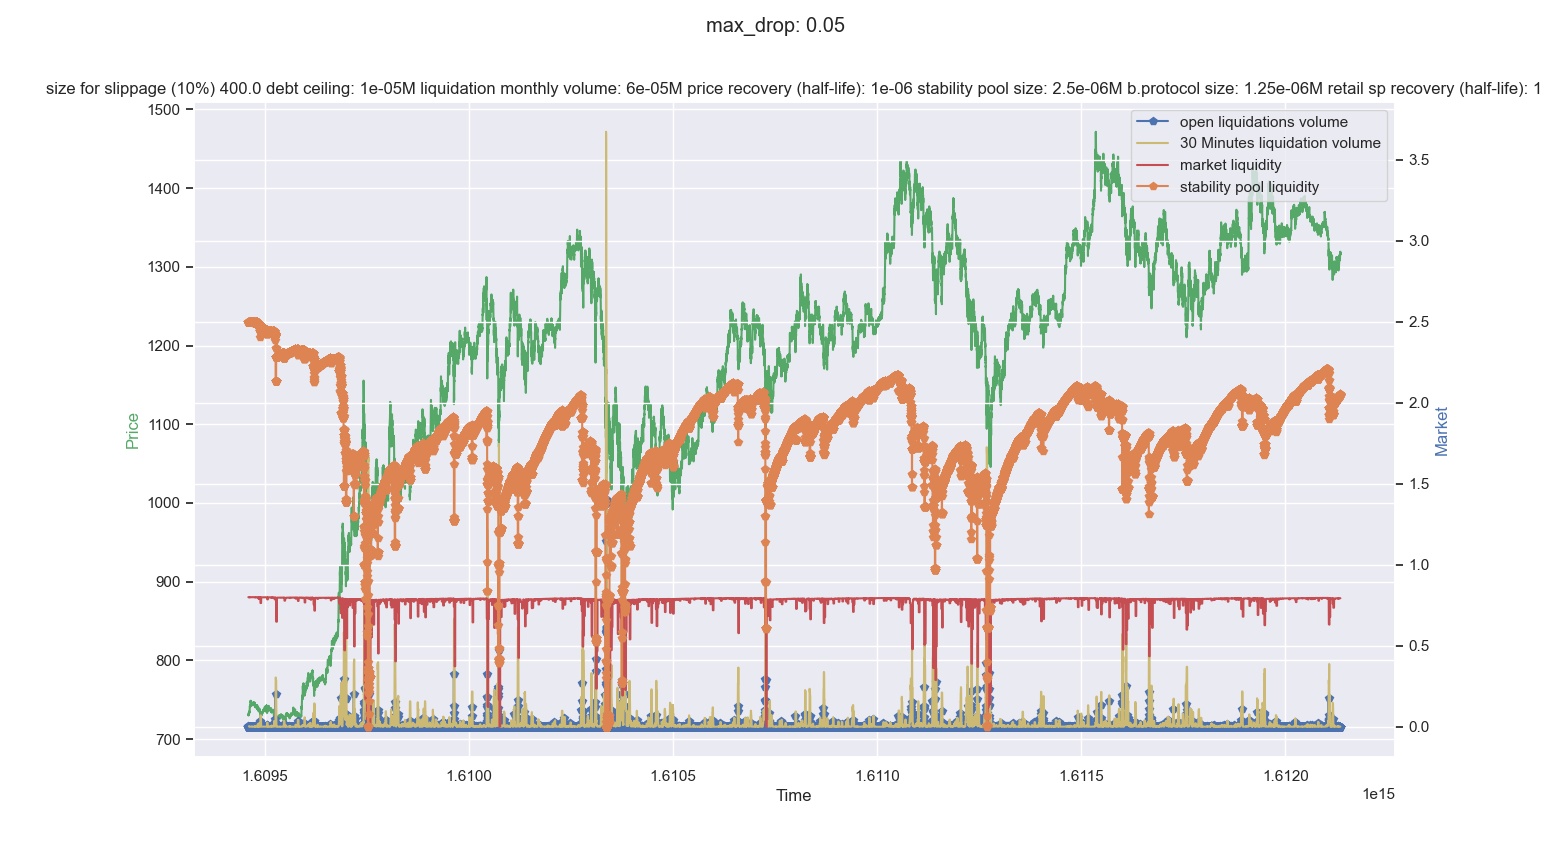 max_drop: 0.05
size for slippage (10%) 400.0 debt ceiling: 1e-05M liquidation monthly volume: 6e-05M price recovery (half-life): 1e-06 stability pool size: 2.5e-06M b.protocol size: 1.25e-06M retail sp recovery (half-life): 1
open liquidations volume
30 Minutes liquidation volume
market liquidity
stability pool liquidity
1500
1400
1300
1200
1100
1000
900
800
700
Price
3.5
3.0
2.5
2.0
1.5
1.0
0.5
0.0
Market
1.6095 1.6100 1.6105 1.6110 1.6115 1.6120
Time
1e15